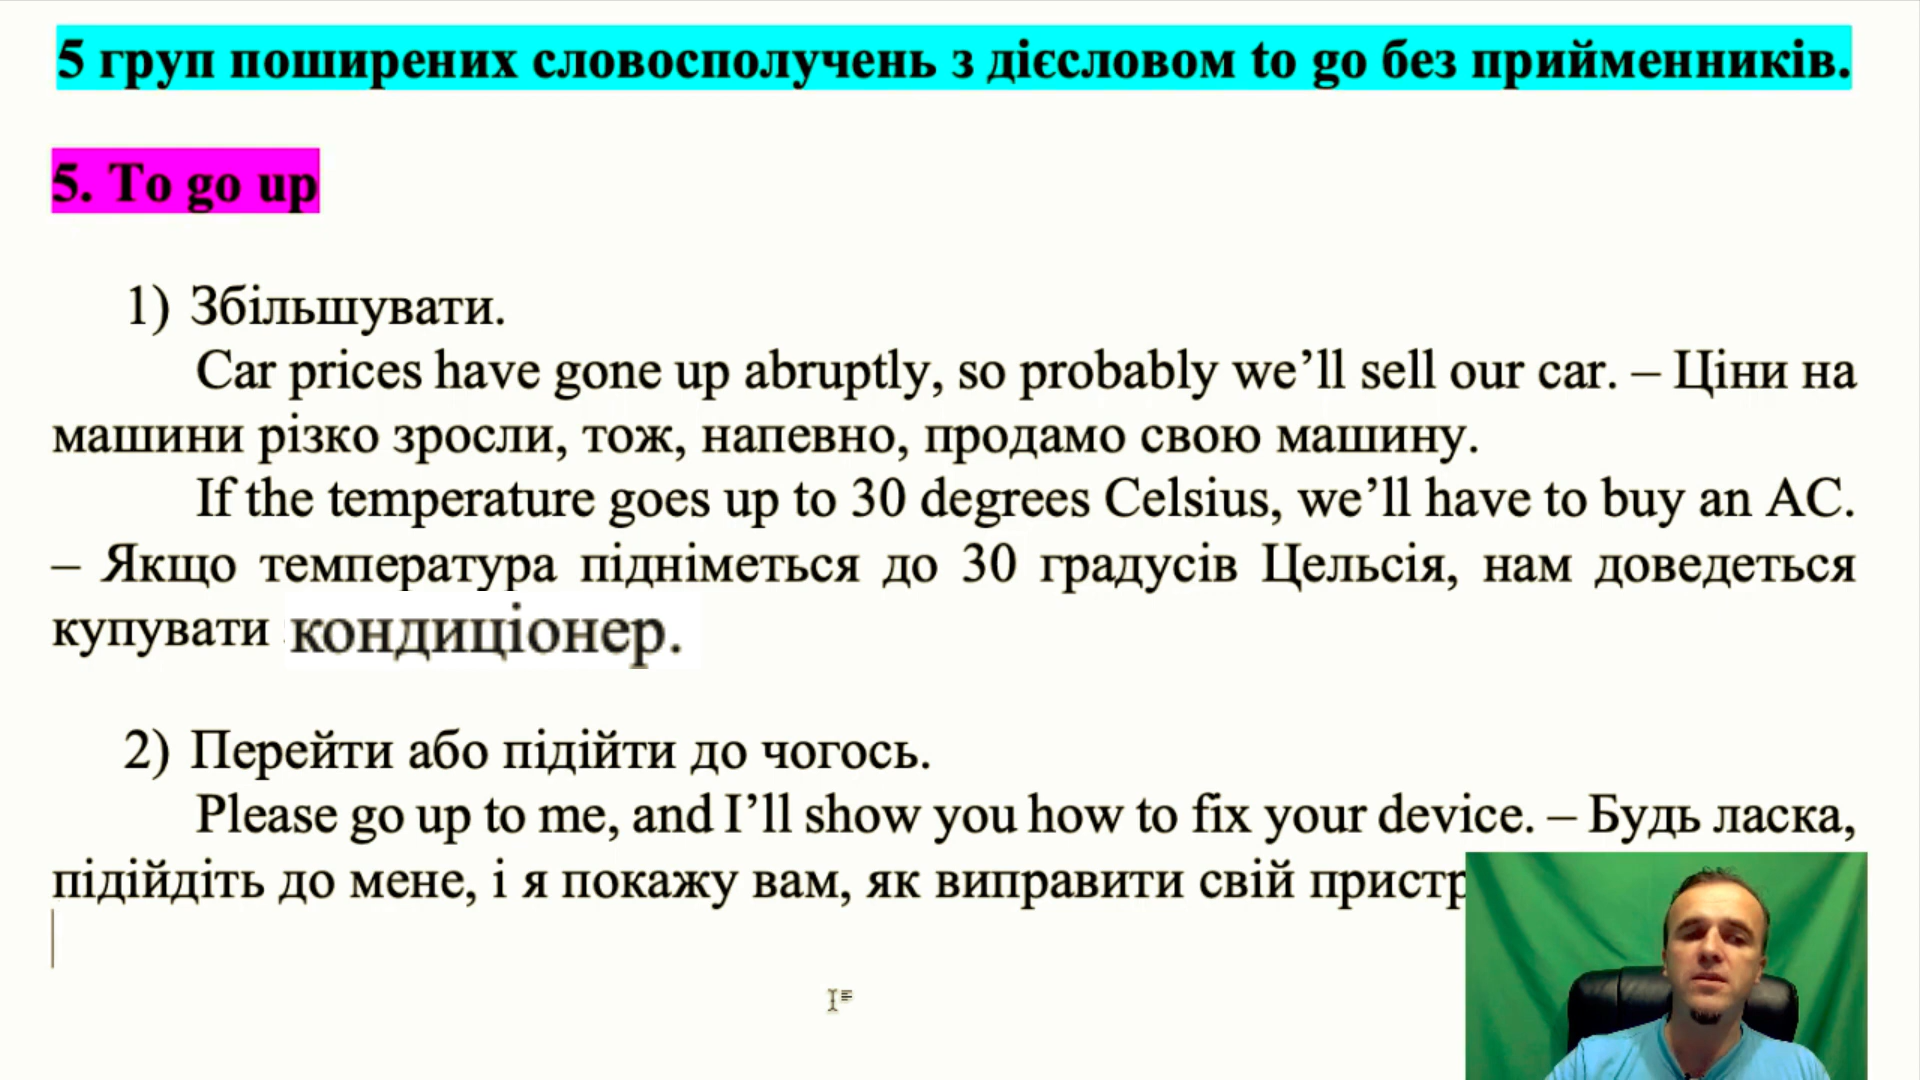 5 груп поширених словосполучень з дієсловом to go без прийменників.
5. To go up
1) Збільшувати.
Car prices have gone up abruptly, so probably we’ll sell our car. – Ціни на
машини різко зросли, тож, напевно, продамо свою машину.
If the temperature goes up to 30 degrees Celsius, we’ll have to buy an AC.
– Якщо температура підніметься до 30 градусів Цельсія, нам доведеться
купувати кондиціонер.
2) Перейти або підійти до чогось.
Please go up to me, and I’ll show you how to fix your device. – Будь ласка,
підійдіть до мене, і я покажу вам, як виправити свій